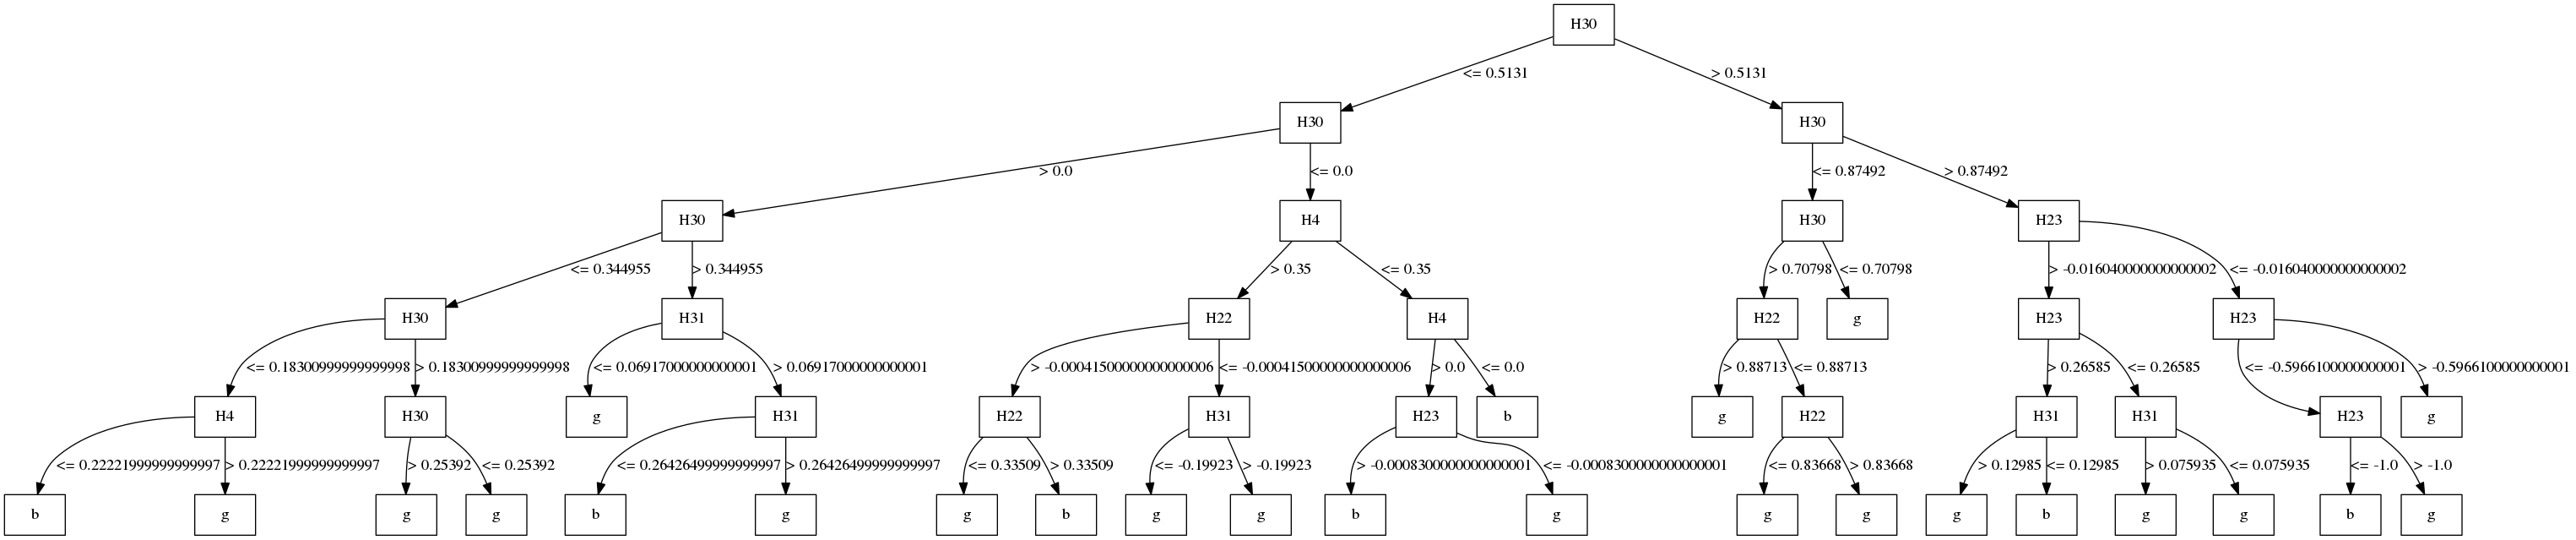 H30
<= 0.5131 > 0.5131
H30 H30
> 0.0 <= 0.0 <= 0.87492 > 0.87492
H30 H4 H30 H23
<= 0.344955 > 0.344955 > 0.35 <= 0.35 > 0.70798 <= 0.70798 > -0.016040000000000002 <= -0.016040000000000002
H30 H31 H22 H4 H22 g H23 H23
<= 0.18300999999999998 > 0.18300999999999998 <= 0.06917000000000001 > 0.06917000000000001 > -0.00041500000000000006 <= -0.00041500000000000006 > 0.0 <= 0.0 > 0.88713 <= 0.88713 > 0.26585 <= 0.26585 <= -0.5966100000000001 > -0.5966100000000001
H4 H30 g H31 H22 H31 H23 b g H22 H31 H31 H23 g
<= 0.22221999999999997 > 0.22221999999999997 > 0.25392 <= 0.25392 <= 0.26426499999999997 > 0.26426499999999997 <= 0.33509 > 0.33509 <= -0.19923 > -0.19923 > -0.0008300000000000001 <= -0.0008300000000000001 <= 0.83668 > 0.83668 > 0.12985 <= 0.12985 > 0.075935 <= 0.075935 <= -1.0 > -1.0
b g g g b g g b g g b g g g g b g g b g